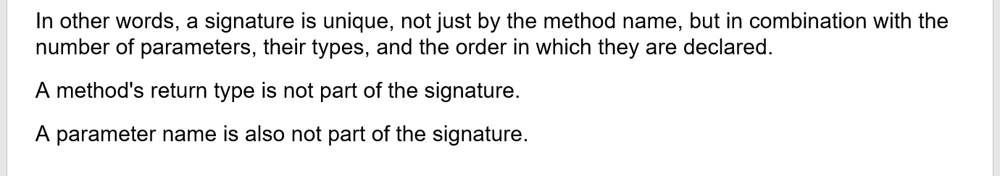 In other words, a signature is unique, not just by the method name, but in combination with the
number of parameters, their types, and the order in which they are declared.
A method's return type is not part of the signature.
A parameter name is also not part of the signature.